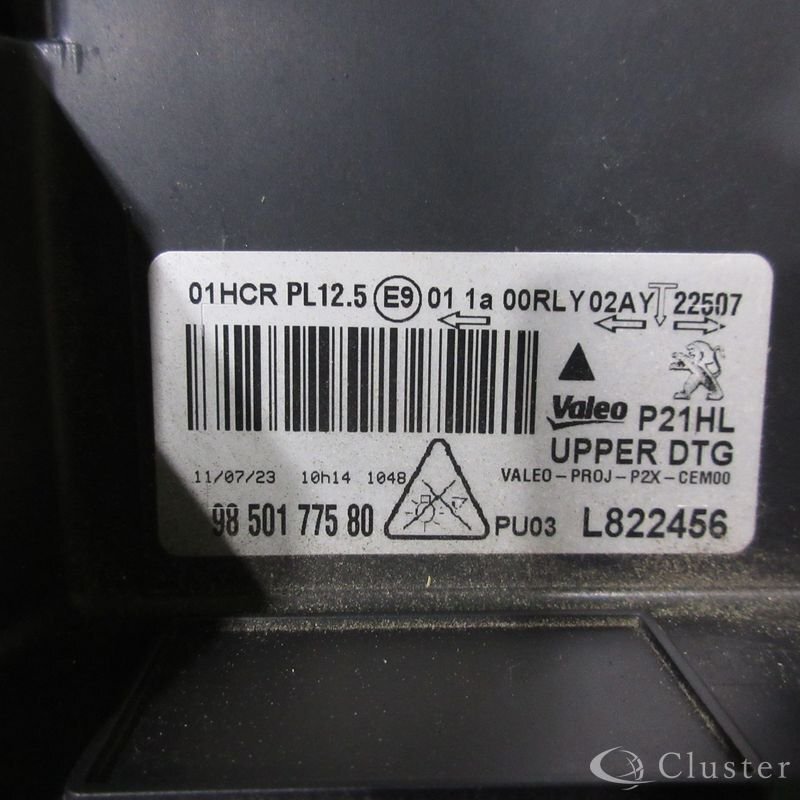 01HCR PL12.5 E9 01 1a 00RLY 02AY 22507
Valeo P21HL
UPPER DTG
11/07/23 10h14 1048 VALEO-PROJ-P2X-CEM00
98 501 775 80 PU03 L822456
Cluster